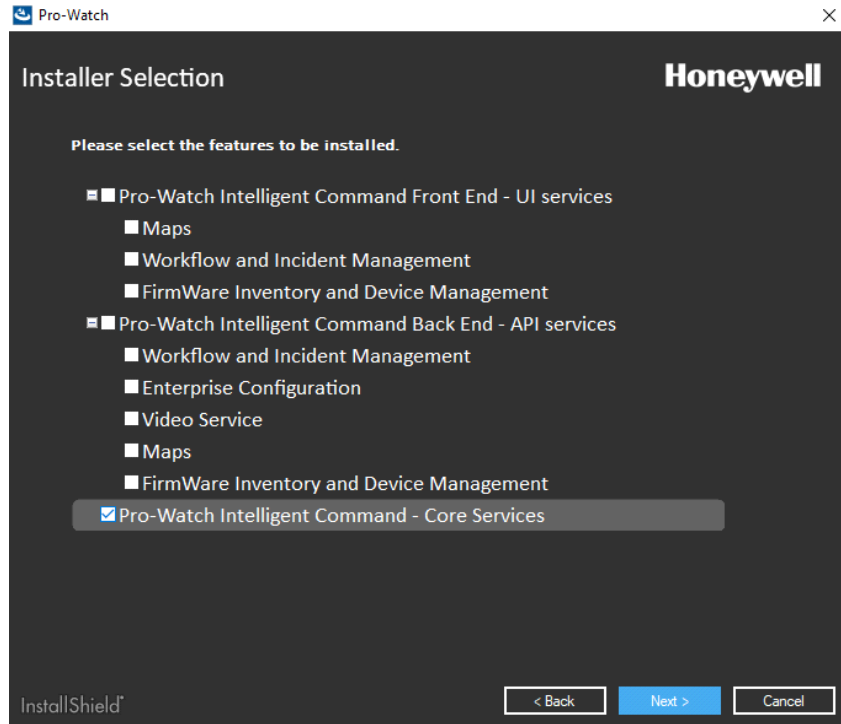 Pro-Watch
Installer Selection
Honeywell
Please select the features to be installed.
Pro-Watch Intelligent Command Front End - UI services
Maps
Workflow and Incident Management
FirmWare Inventory and Device Management
Pro-Watch Intelligent Command Back End - API services
Workflow and Incident Management
Enterprise Configuration
Video Service
Maps
FirmWare Inventory and Device Management
Pro-Watch Intelligent Command - Core Services
InstallShield
< Back
Next >
Cancel